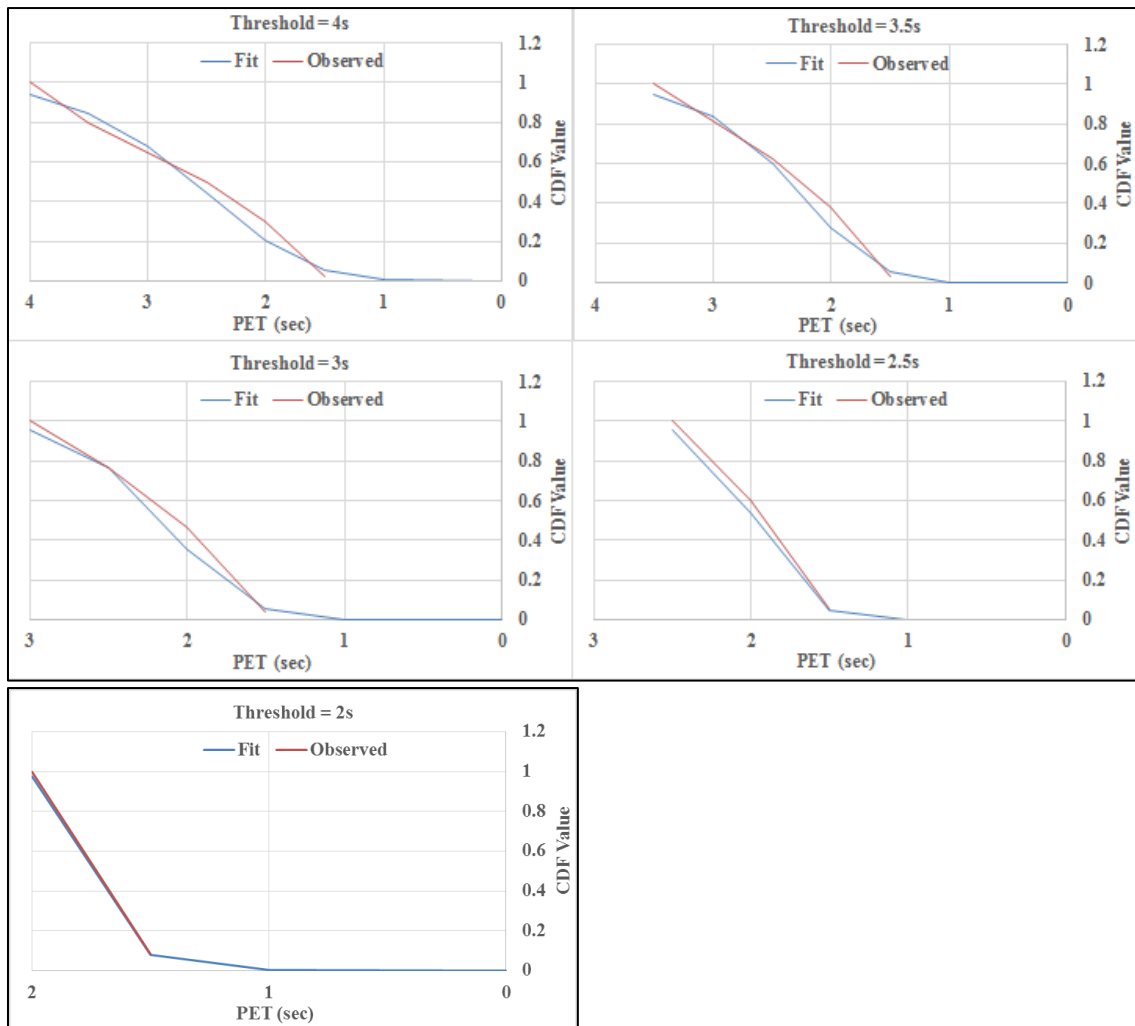 Threshold = 4s
Fit Observed
1.2
1
0.8
0.6
0.4
0.2
0
CDF Value
4 3 2 1 0
PET (sec)
Threshold = 3.5s
Fit Observed
1.2
1
0.8
0.6
0.4
0.2
0
CDF Value
4 3 2 1 0
PET (sec)
Threshold = 3s
Fit Observed
1.2
1
0.8
0.6
0.4
0.2
0
CDF Value
3 2 1 0
PET (sec)
Threshold = 2.5s
Fit Observed
1.2
1
0.8
0.6
0.4
0.2
0
CDF Value
3 2 1 0
PET (sec)
Threshold = 2s
Fit Observed
1.2
1
0.8
0.6
0.4
0.2
0
CDF Value
2 1 0
PET (sec)